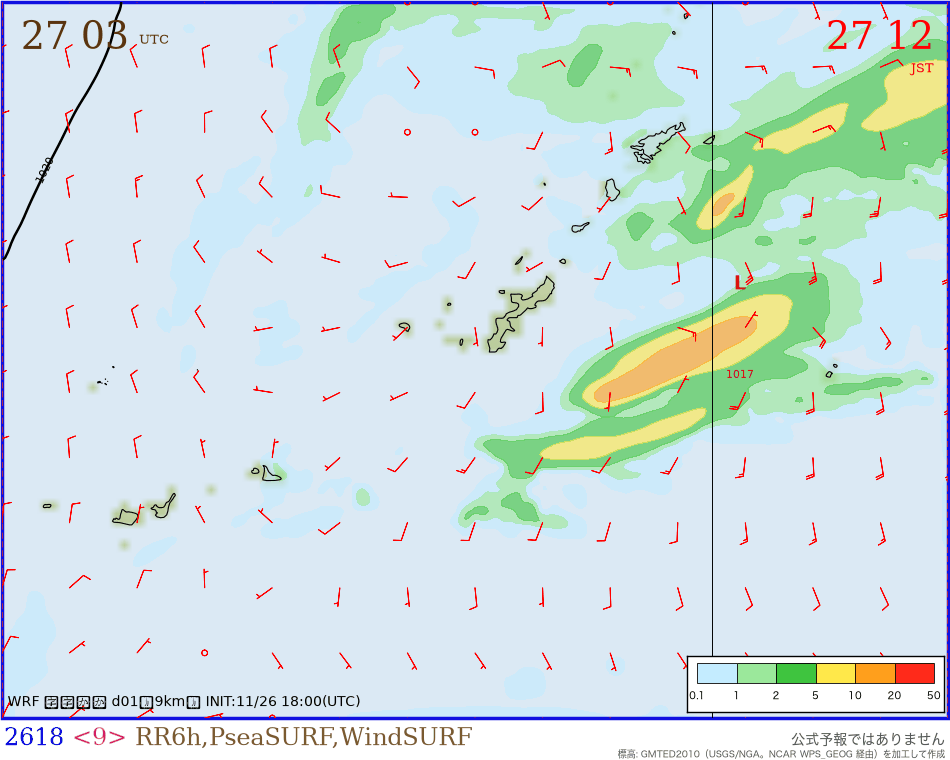 27 03 UTC
27 12
JST
1020
L
1017
WRF d01 9km INIT:11/26 18:00(UTC)
0.1 1 2 5 10 20 50
2618 <9> RR6h,PseaSURF,WindSURF
公式予報ではありません
標高: GMTED2010（USGS/NGA。NCAR WPS_GEOG 経由）を加工して作成